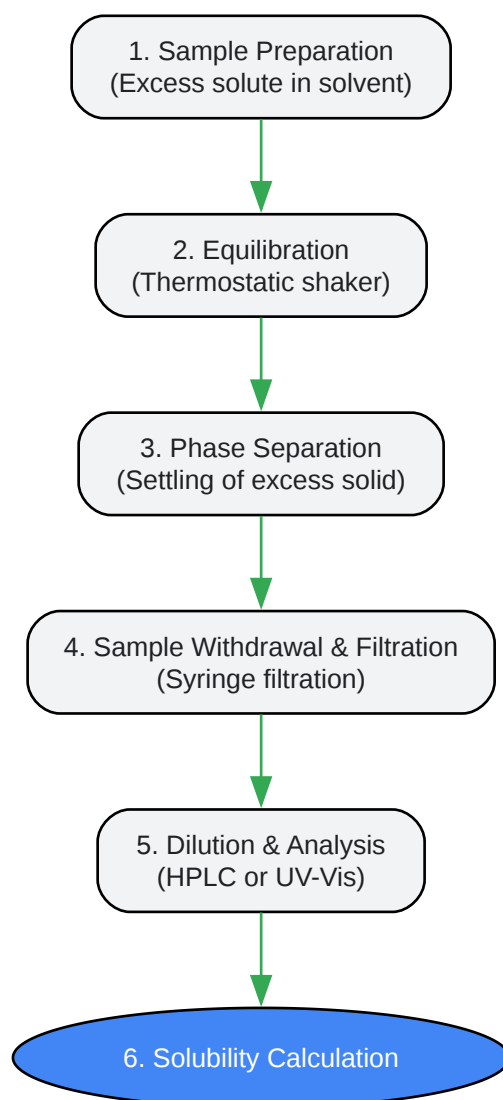 1. Sample Preparation
(Excess solute in solvent)
2. Equilibration
(Thermostatic shaker)
3. Phase Separation
(Settling of excess solid)
4. Sample Withdrawal & Filtration
(Syringe filtration)
5. Dilution & Analysis
(HPLC or UV-Vis)
6. Solubility Calculation